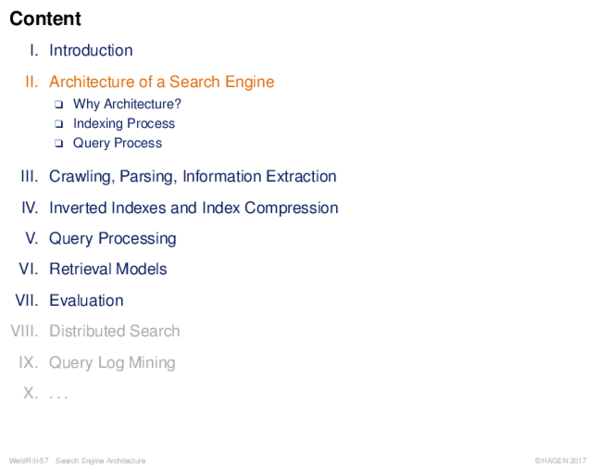 Content
I. Introduction
II. Architecture of a Search Engine
❑ Why Architecture?
❑ Indexing Process
❑ Query Process
III. Crawling, Parsing, Information Extraction
IV. Inverted Indexes and Index Compression
V. Query Processing
VI. Retrieval Models
VII. Evaluation
VIII. Distributed Search
IX. Query Log Mining
X. . . .
WebIR:II-57 Search Engine Architecture ©HAGEN 2017